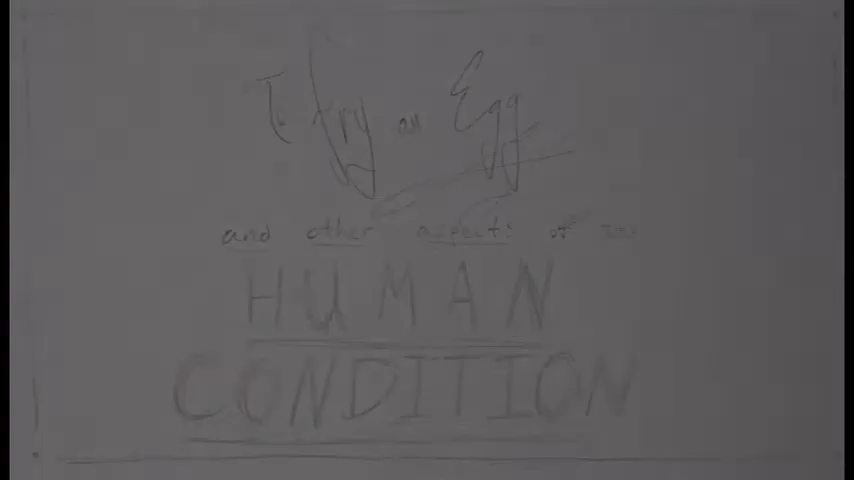 To fry an Egg
and other aspects of the
HUMAN
CONDITION